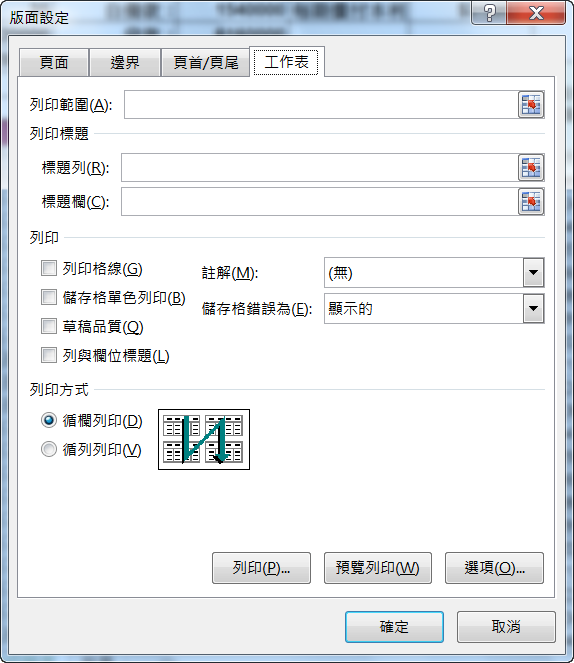 版面設定
頁面 邊界 頁首/頁尾 工作表
列印範圍(A):
列印標題
標題列(R):
標題欄(C):
列印
列印格線(G) 註解(M): (無)
儲存格單色列印(B)
儲存格錯誤為(E): 顯示的
草稿品質(Q)
列與欄位標題(L)
列印方式
循欄列印(D)
循列列印(V)
列印(P)... 預覽列印(W) 選項(O)...
確定 取消